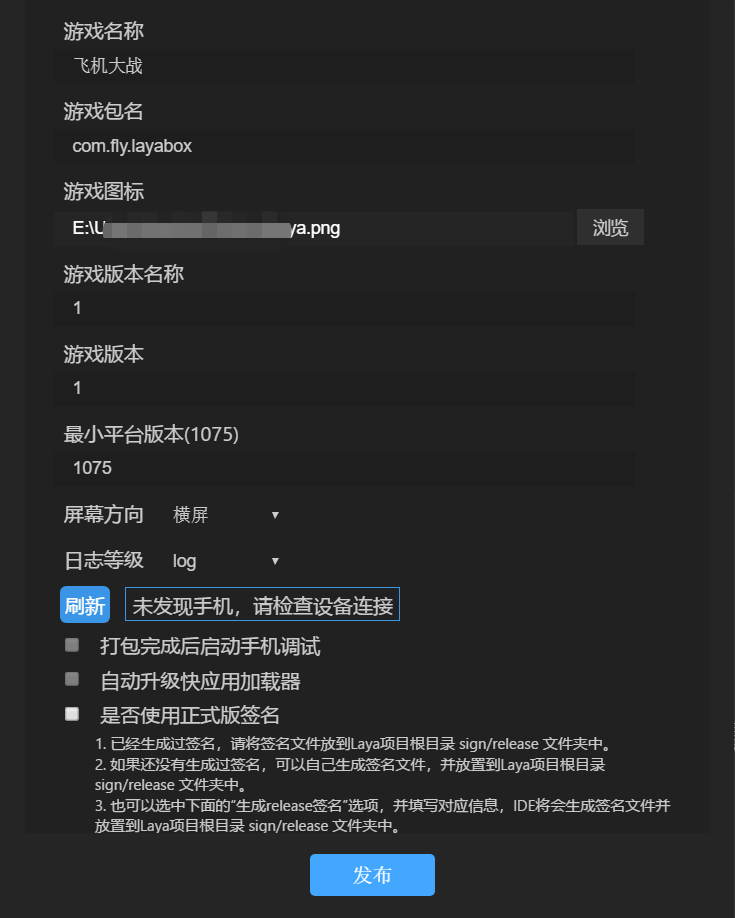 游戏名称
飞机大战
游戏包名
com.fly.layabox
游戏图标
E:\U ya.png 浏览
游戏版本名称
1
游戏版本
1
最小平台版本(1075)
1075
屏幕方向 横屏 ▼
日志等级 log ▼
刷新 未发现手机，请检查设备连接
打包完成后启动手机调试
自动升级快应用加载器
是否使用正式版签名
1. 已经生成过签名，请将签名文件放到Laya项目根目录 sign/release 文件夹中。
2. 如果还没有生成过签名，可以自己生成签名文件，并放置到Laya项目根目录
sign/release 文件夹中。
3. 也可以选中下面的“生成release签名”选项，并填写对应信息，IDE将会生成签名文件并
放置到Laya项目根目录 sign/release 文件夹中。
发布